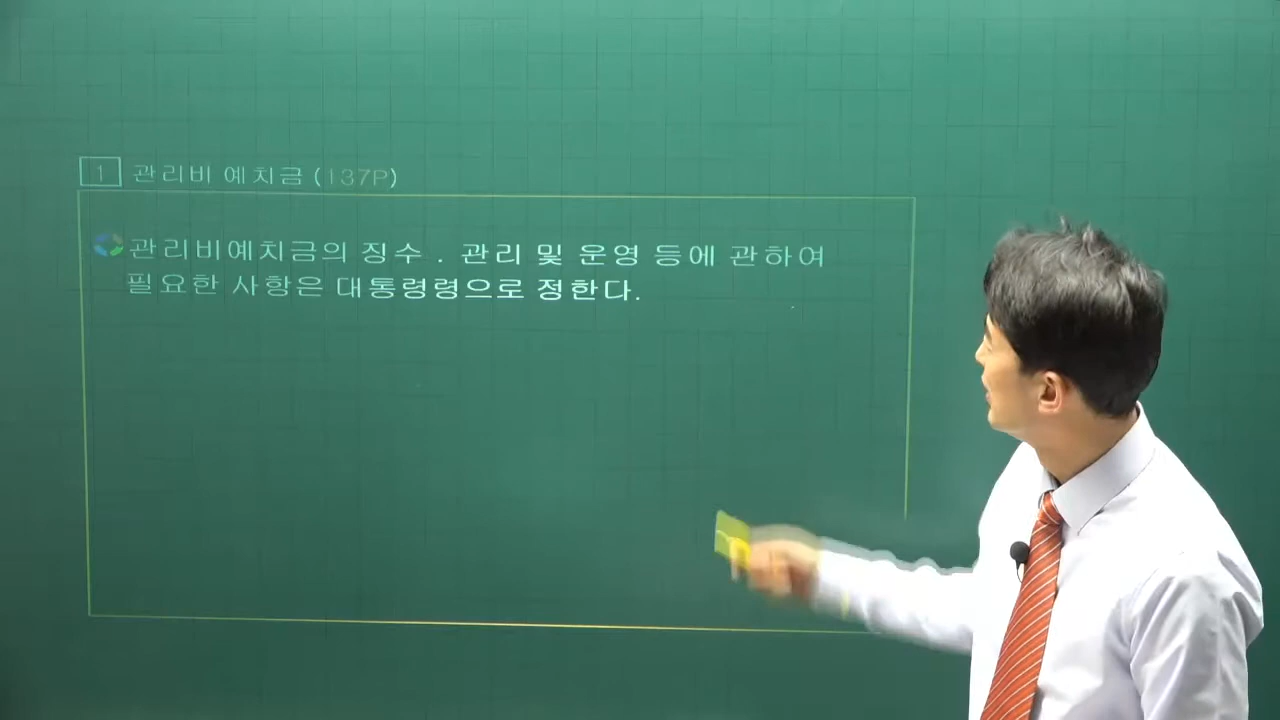 1 관리비 예치금 (137P)
관리비예치금의 징수 . 관리 및 운영 등에 관하여
필요한 사항은 대통령령으로 정한다.